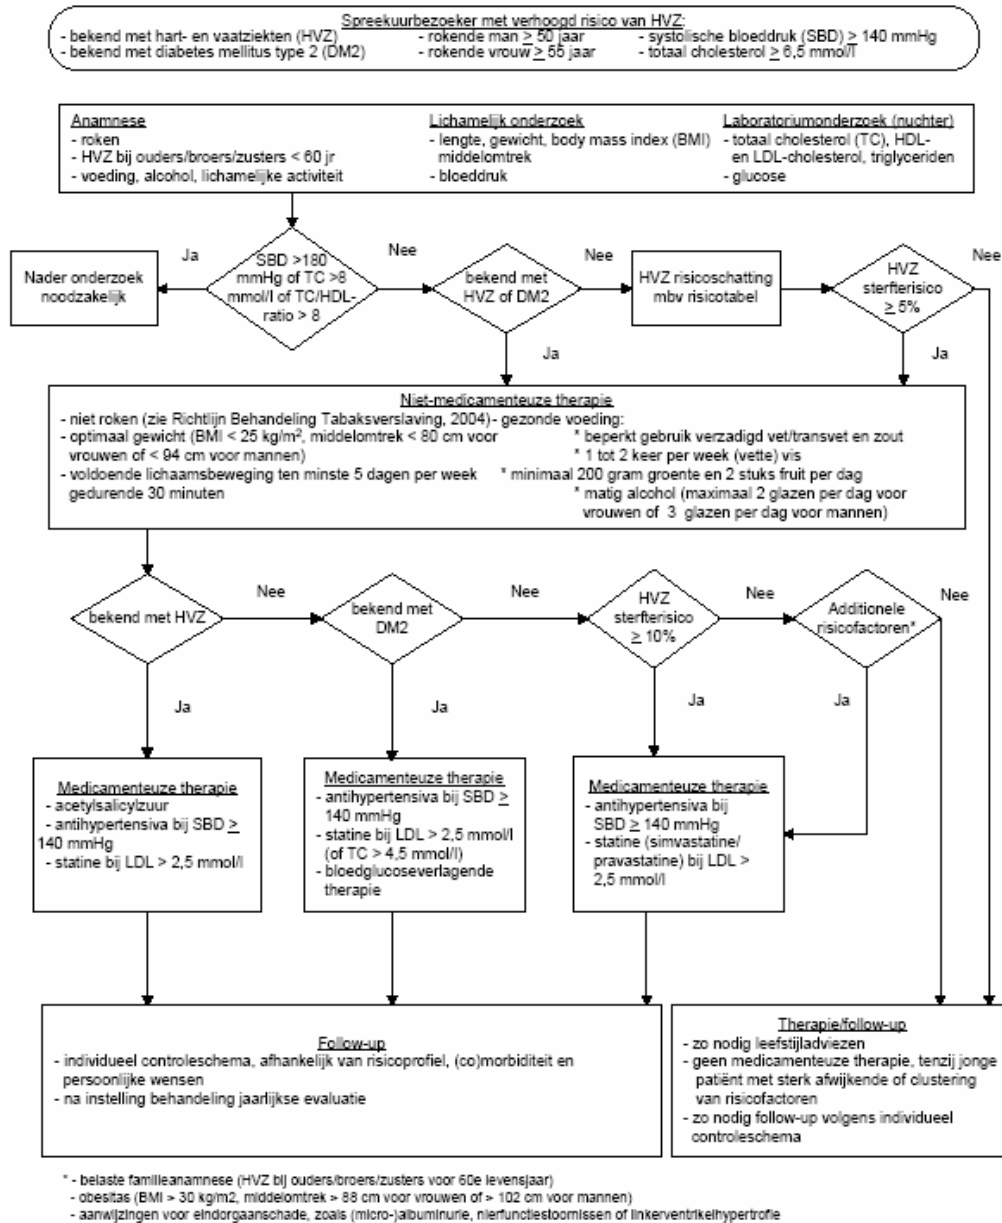 Spreekuurbezoeker met verhoogd risico van HVZ:
- bekend met hart- en vaatziekten (HVZ) - rokende man ≥ 50 jaar - systolische bloeddruk (SBD) ≥ 140 mmHg
- bekend met diabetes mellitus type 2 (DM2) - rokende vrouw ≥ 55 jaar - totaal cholesterol ≥ 6,5 mmol/l
Anamnese
- roken
- HVZ bij ouders/broers/zusters < 60 jr
- voeding, alcohol, lichamelijke activiteit
Lichamelijk onderzoek
- lengte, gewicht, body mass index (BMI)
middelomtrek
- bloeddruk
Laboratoriumonderzoek (nuchter)
- totaal cholesterol (TC), HDL-
en LDL-cholesterol, triglyceriden
- glucose
Ja
Nee
Nee
Nader onderzoek
noodzakelijk
SBD >180
mmHg of TC >8
mmol/l of TC/HDL-
ratio > 8
bekend met
HVZ of DM2
HVZ risicoschatting
mbv risicotabel
HVZ
sterfterisico
≥ 5%
Nee
Ja
Ja
Niet-medicamenteuze therapie
- niet roken (zie Richtlijn Behandeling Tabaksverslaving, 2004)- gezonde voeding:
- optimaal gewicht (BMI < 25 kg/m², middelomtrek < 80 cm voor * beperkt gebruik verzadigd vet/transvet en zout
vrouwen of < 94 cm voor mannen) * 1 tot 2 keer per week (vette) vis
- voldoende lichaamsbeweging ten minste 5 dagen per week * minimaal 200 gram groente en 2 stuks fruit per dag
gedurende 30 minuten * matig alcohol (maximaal 2 glazen per dag voor
vrouwen of 3 glazen per dag voor mannen)
bekend met HVZ
Nee
bekend met
DM2
Nee
HVZ
sterfterisico
≥ 10%
Nee
Additionele
risicofactoren*
Nee
Ja
Ja
Ja
Ja
Medicamenteuze therapie
- acetylsalicylzuur
- antihypertensiva bij SBD ≥
140 mmHg
- statine bij LDL > 2,5 mmol/l
Medicamenteuze therapie
- antihypertensiva bij SBD ≥
140 mmHg
- statine bij LDL > 2,5 mmol/l
(of TC > 4,5 mmol/l)
- bloedglucoseverlagende
therapie
Medicamenteuze therapie
- antihypertensiva bij
SBD ≥ 140 mmHg
- statine (simvastatine/
pravastatine) bij LDL >
2,5 mmol/l
Follow-up
- individueel controleschema, afhankelijk van risicoprofiel, (co)morbiditeit en
persoonlijke wensen
- na instelling behandeling jaarlijkse evaluatie
Therapie/follow-up
- zo nodig leefstijladviezen
- geen medicamenteuze therapie, tenzij jonge
patiënt met sterk afwijkende of clustering
van risicofactoren
- zo nodig follow-up volgens individueel
controleschema
* - belaste familieanamnese (HVZ bij ouders/broers/zusters voor 60e levensjaar)
- obesitas (BMI > 30 kg/m2, middelomtrek > 88 cm voor vrouwen of > 102 cm voor mannen)
- aanwijzingen voor eindorgaanschade, zoals (micro-)albuminurie, nierfunctiestoornissen of linkerventrikelhypertrofie